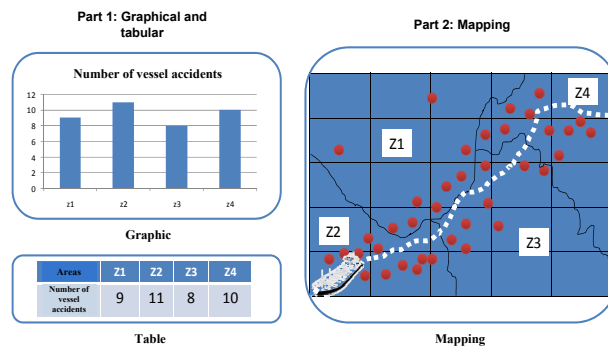 Part 1: Graphical and
tabular
Number of vessel accidents
12
10
8
6
4
2
0
z1
z2
z3
z4
Graphic
Areas Z1 Z2 Z3 Z4
Number of
vessel
accidents
9 11 8 10
Table
Part 2: Mapping
Z4
Z1
Z2
Z3
Mapping